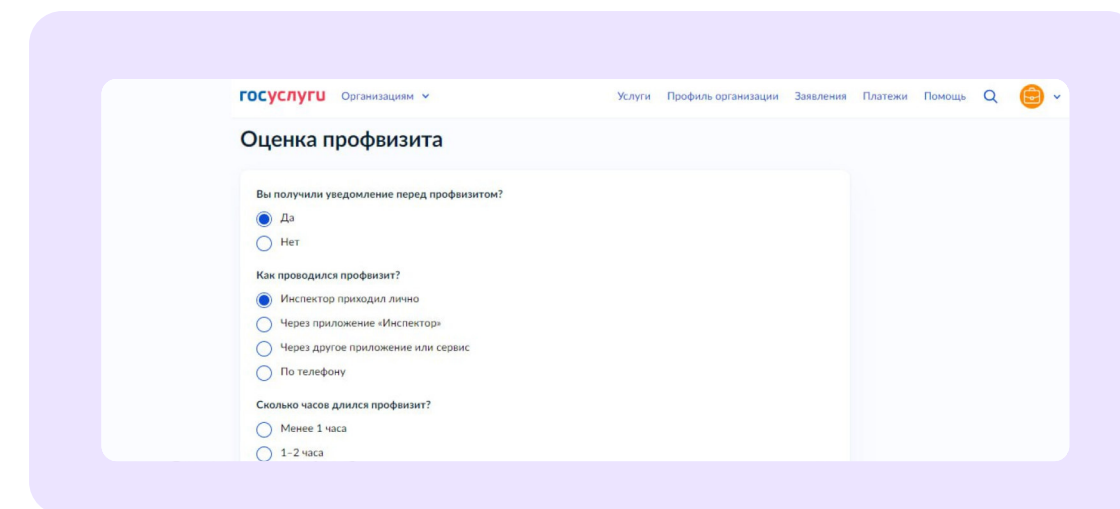 госуслуги Организациям Услуги Профиль организации Заявления Платежи Помощь
Оценка профвизита
Вы получили уведомление перед профвизитом?
Да
Нет
Как проводился профвизит?
Инспектор приходил лично
Через приложение «Инспектор»
Через другое приложение или сервис
По телефону
Сколько часов длился профвизит?
Менее 1 часа
1–2 часа